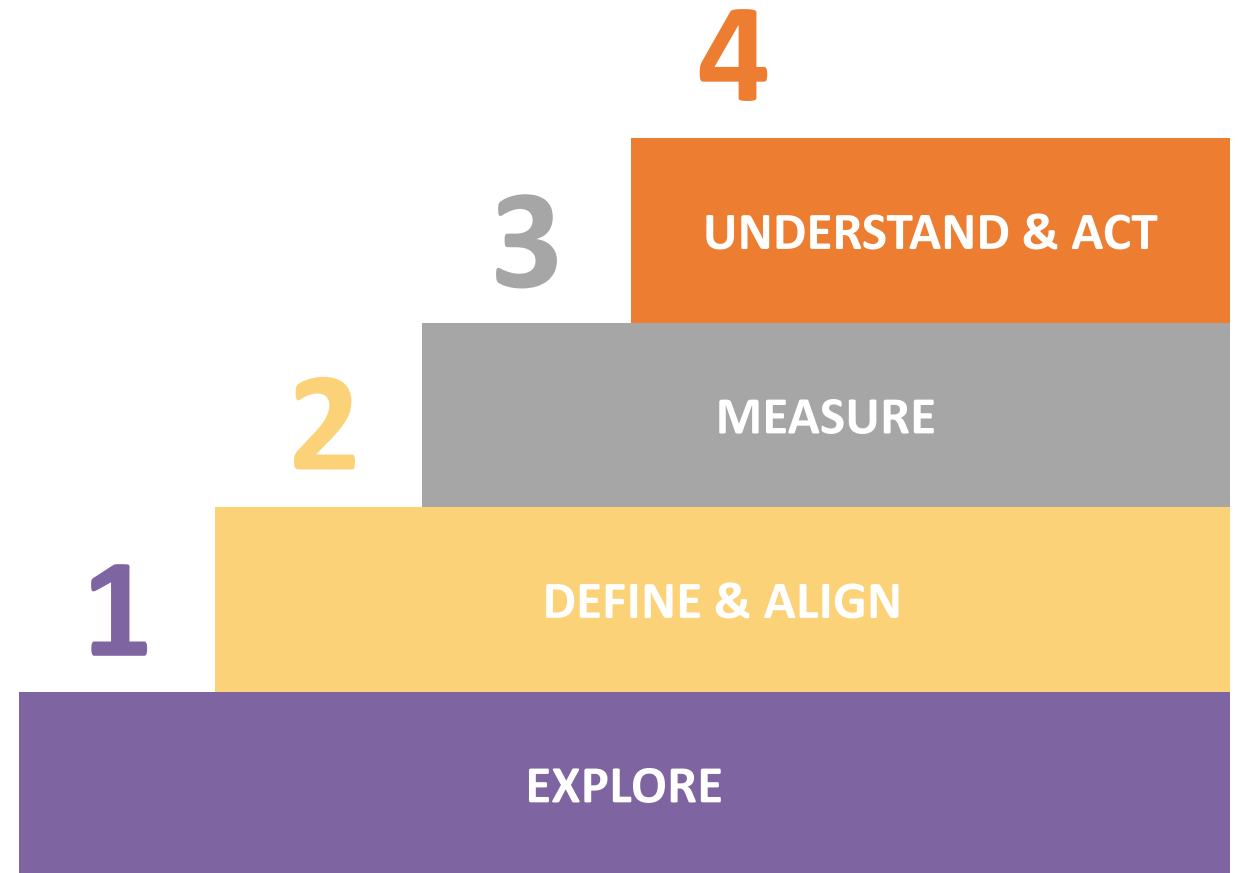 4
UNDERSTAND & ACT
3
MEASURE
2
DEFINE & ALIGN
1
EXPLORE